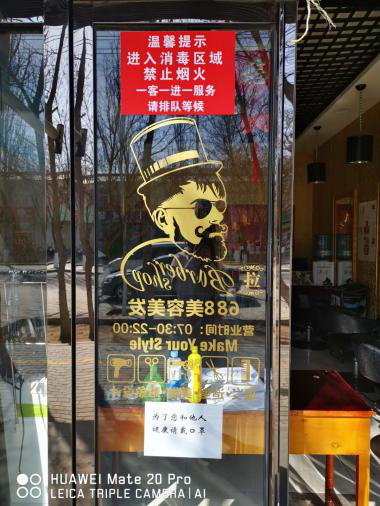 温馨提示
进入消毒区域
禁止烟火
一客一进一服务
请排队等候
Barber
shop
688美容美发
营业时间：07:30-22:00
Make Your Style
为了您和他人
健康请戴口罩
HUAWEI Mate 20 Pro
LEICA TRIPLE CAMERA | AI